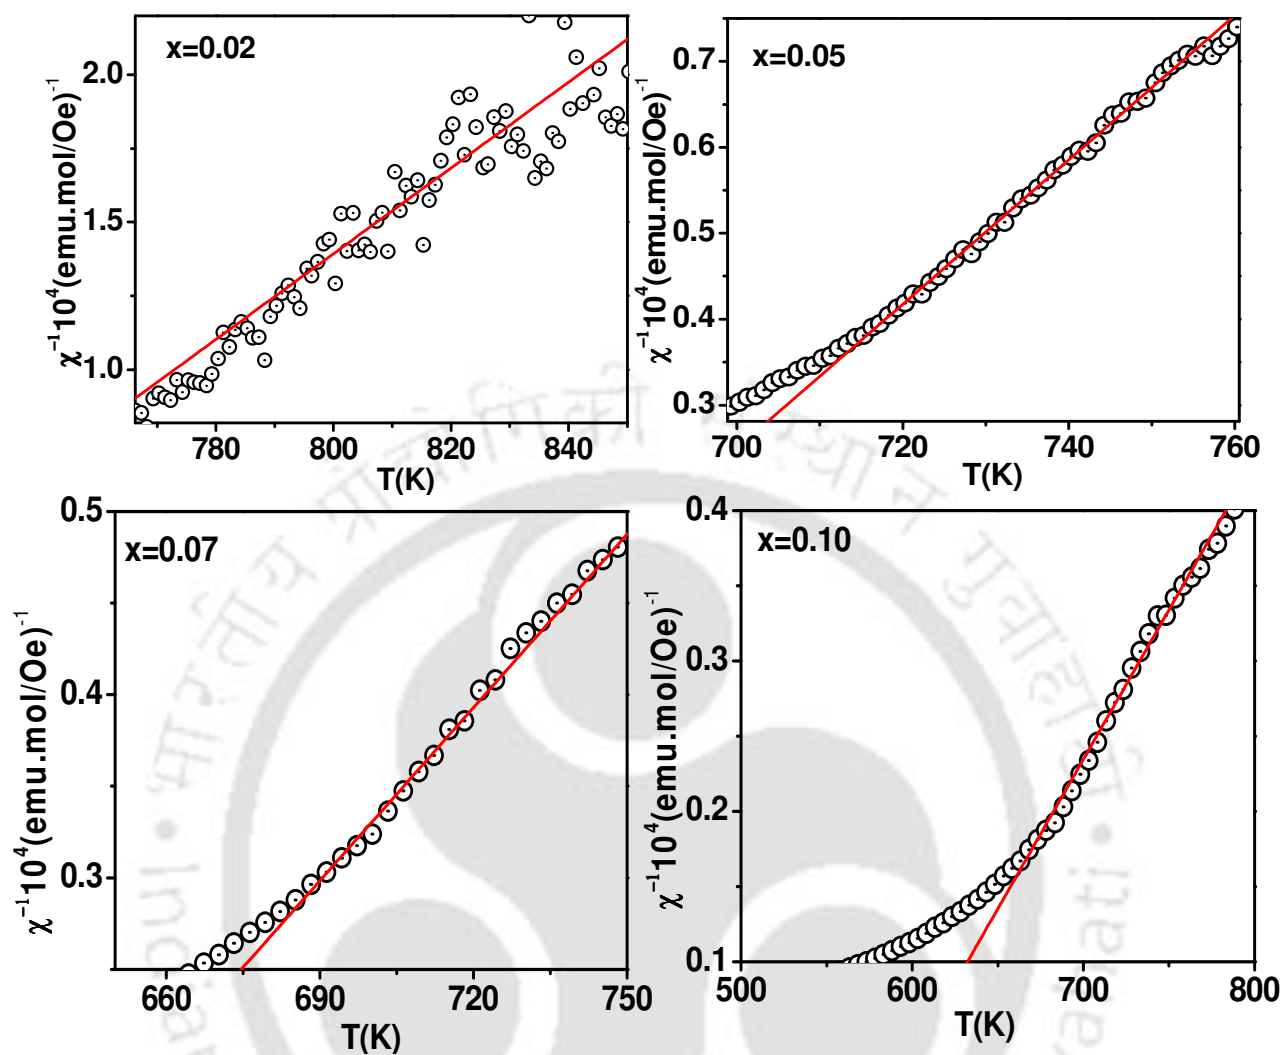 x=0.02
2.0
1.5
1.0
χ⁻¹10⁴(emu.mol/Oe)⁻¹
780 800 820 840
T(K)
x=0.05
0.7
0.6
0.5
0.4
0.3
χ⁻¹10⁴(emu.mol/Oe)⁻¹
700 720 740 760
T(K)
x=0.07
0.5
0.4
0.3
χ⁻¹10⁴(emu.mol/Oe)⁻¹
660 690 720 750
T(K)
x=0.10
0.4
0.3
0.2
0.1
χ⁻¹10⁴(emu.mol/Oe)⁻¹
500 600 700 800
T(K)